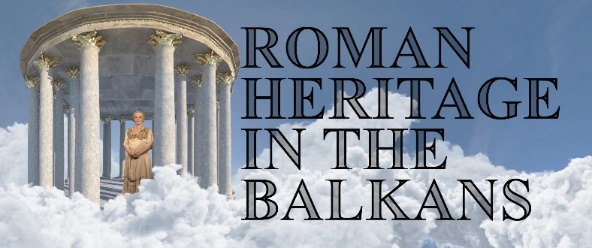 ROMAN
HERITAGE
IN THE
BALKANS